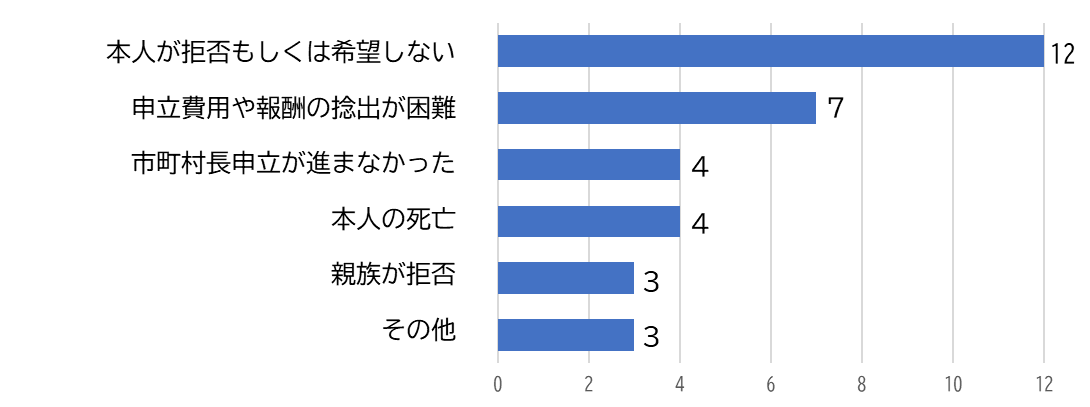 本人が拒否もしくは希望しない 12
申立費用や報酬の捻出が困難 7
市町村長申立が進まなかった 4
本人の死亡 4
親族が拒否 3
その他 3
0 2 4 6 8 10 12